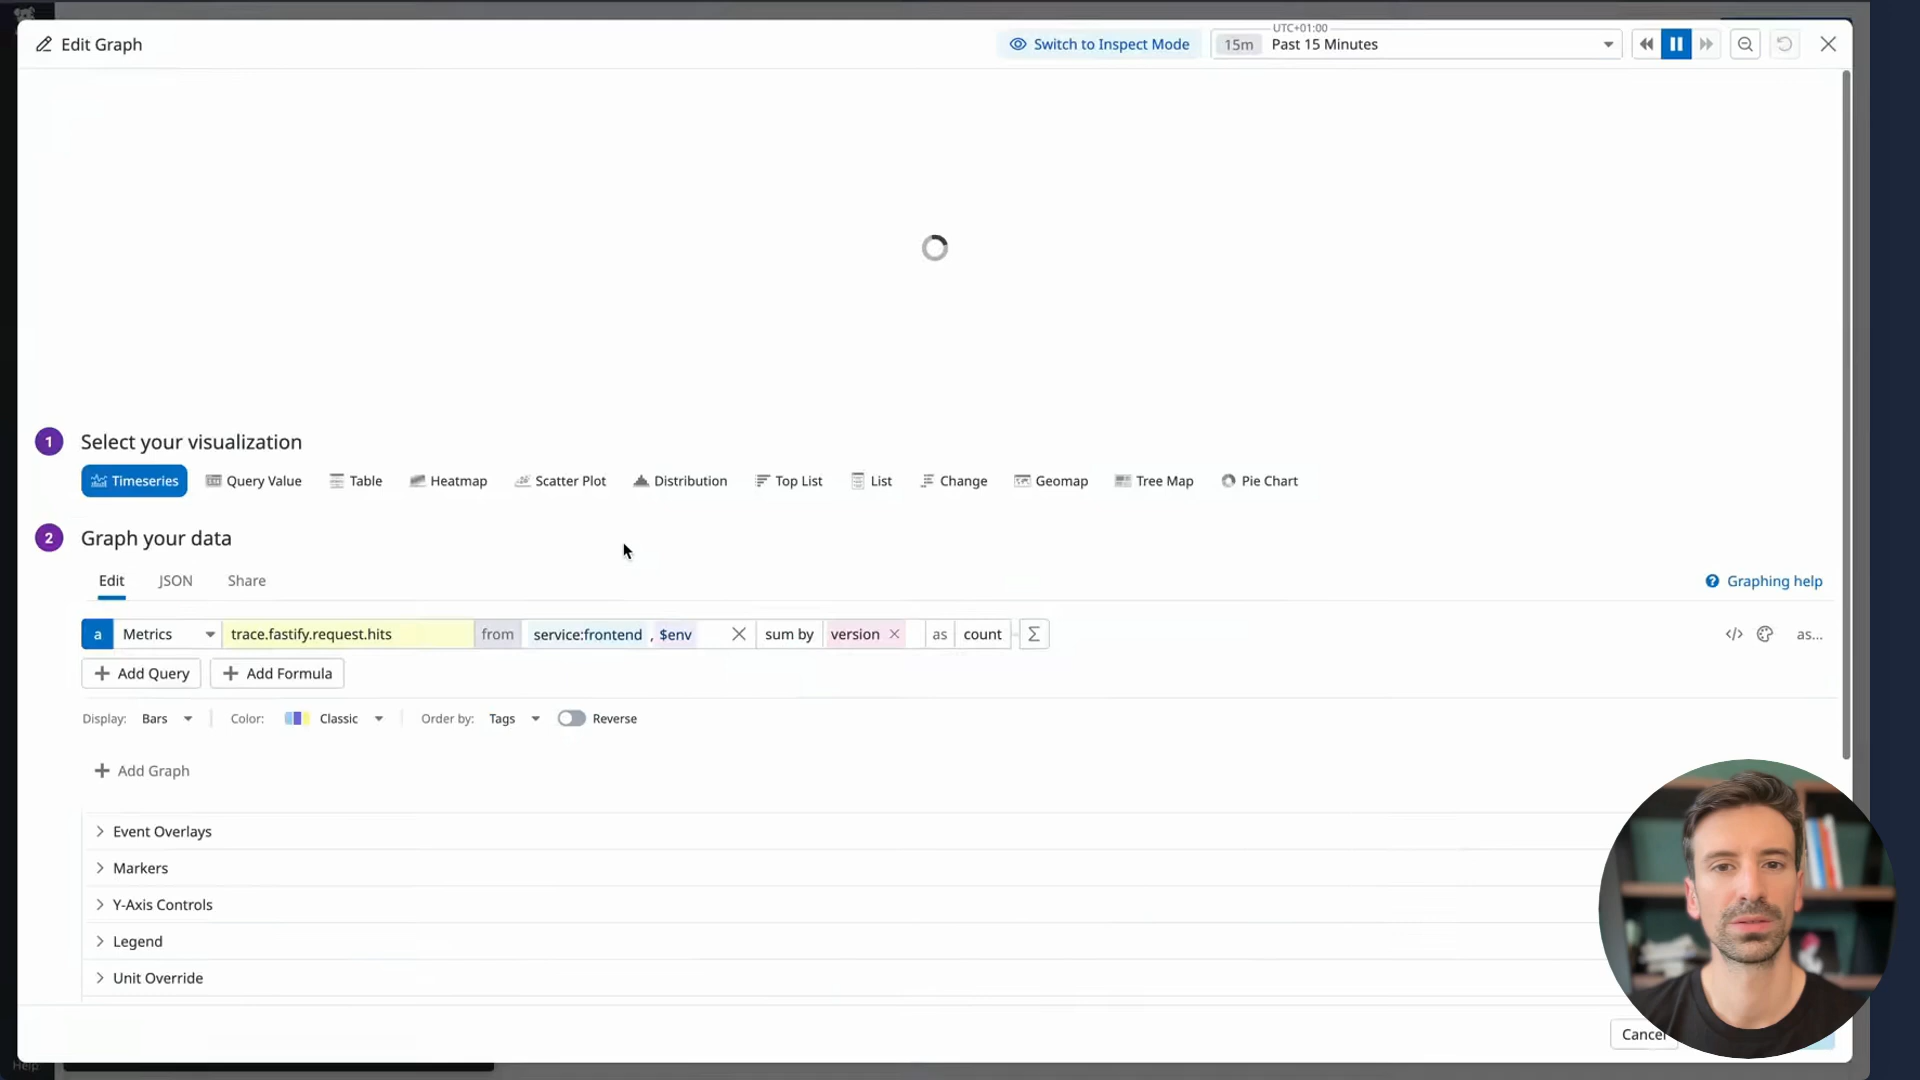 Edit Graph
Switch to Inspect Mode
15m
UTC+01:00
Past 15 Minutes
1 Select your visualization
Timeseries Query Value Table Heatmap Scatter Plot Distribution Top List List Change Geomap Tree Map Pie Chart
2 Graph your data
Edit JSON Share
? Graphing help
a Metrics trace.fastify.request.hits from service:frontend , $env sum by version as count Σ </> as...
+ Add Query + Add Formula
Display: Bars Color: Classic Order by: Tags Reverse
+ Add Graph
Event Overlays
Markers
Y-Axis Controls
Legend
Unit Override
Cancel
Help